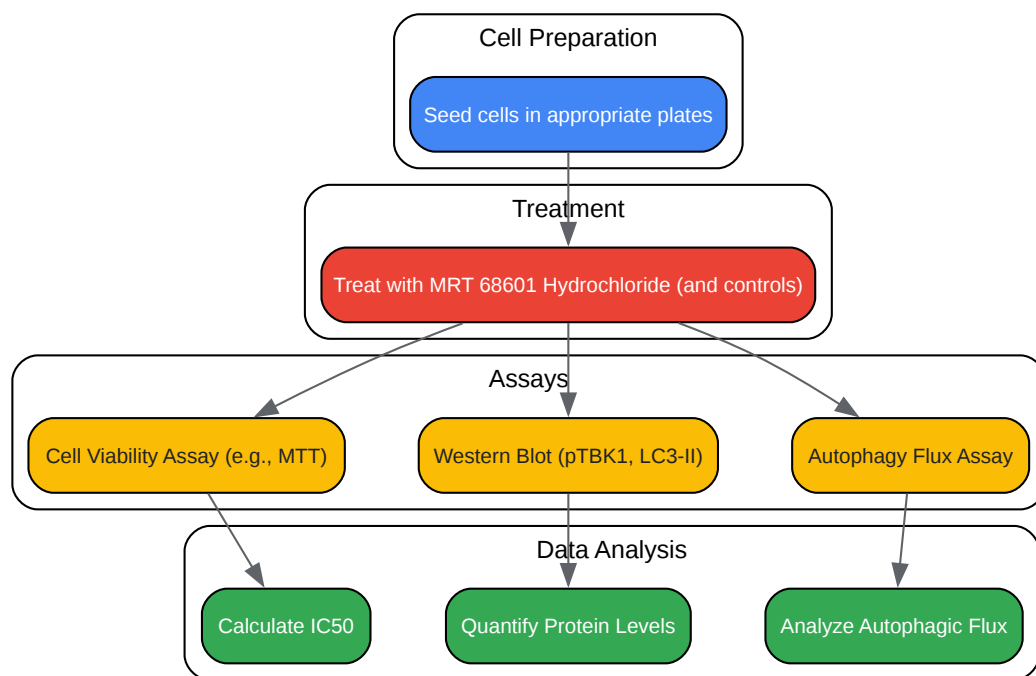 Cell Preparation
Seed cells in appropriate plates
Treatment
Treat with MRT 68601 Hydrochloride (and controls)
Assays
Cell Viability Assay (e.g., MTT)
Western Blot (pTBK1, LC3-II)
Autophagy Flux Assay
Data Analysis
Calculate IC50
Quantify Protein Levels
Analyze Autophagic Flux